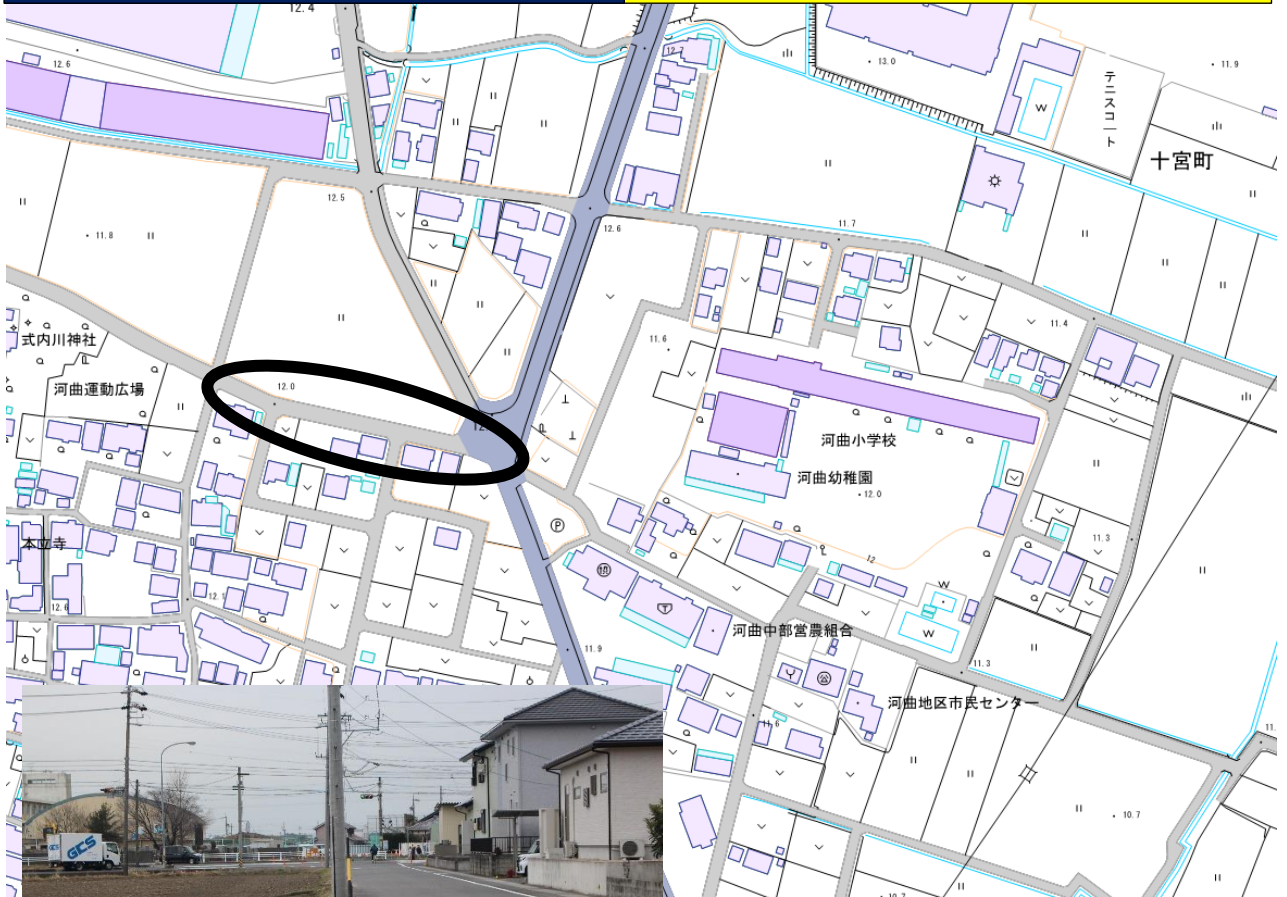 12.4
12.6
12.7
13.0
11.9
テニスコート
W
十宮町
12.5
12.6
11.7
11.8
11.6
11.4
式内川神社
河曲運動広場
12.0
河曲小学校
河曲幼稚園
12.0
P
12
11.3
本立寺
12.6
W
W
河曲中部営農組合
11.9
11.3
公
河曲地区市民センター
11.6
10.7
GCS
GCS